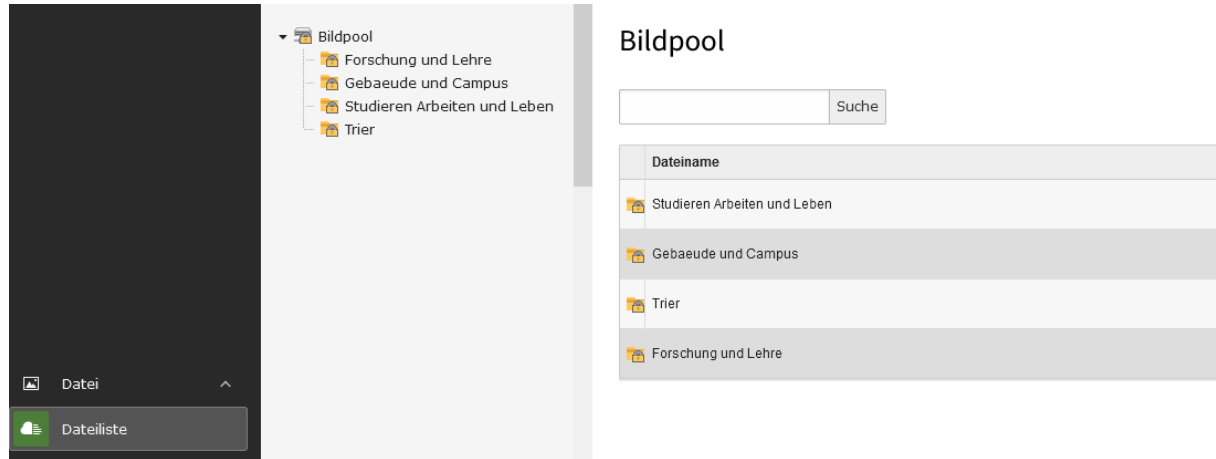 Datei
Dateiliste
Bildpool
Forschung und Lehre
Gebaeude und Campus
Studieren Arbeiten und Leben
Trier
Bildpool
Suche
Dateiname
Studieren Arbeiten und Leben
Gebaeude und Campus
Trier
Forschung und Lehre